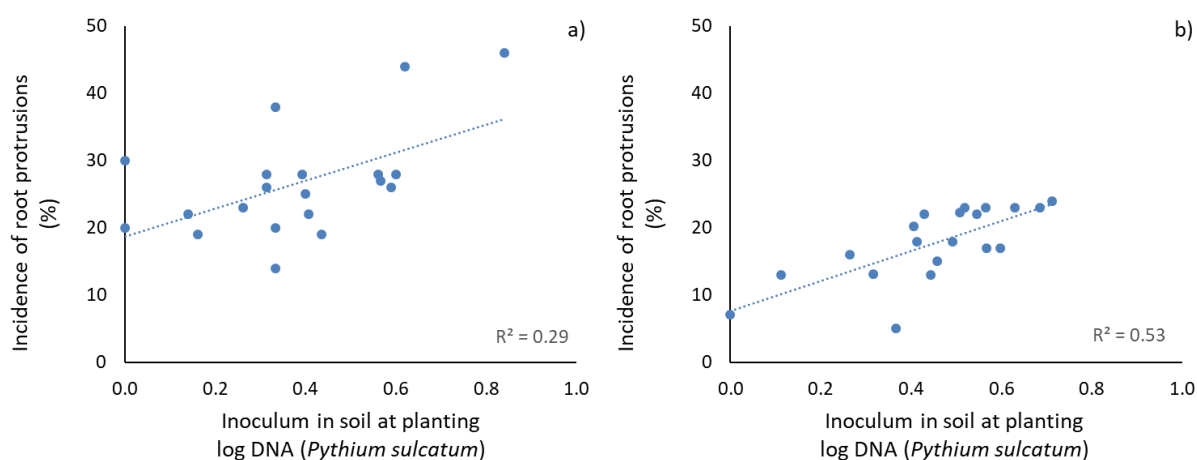 a)
Incidence of root protrusions
(%)
50
40
30
20
10
0
0.0 0.2 0.4 0.6 0.8 1.0
R² = 0.29
Inoculum in soil at planting
log DNA (Pythium sulcatum)
b)
Incidence of root protrusions
(%)
50
40
30
20
10
0
0.0 0.2 0.4 0.6 0.8 1.0
R² = 0.53
Inoculum in soil at planting
log DNA (Pythium sulcatum)